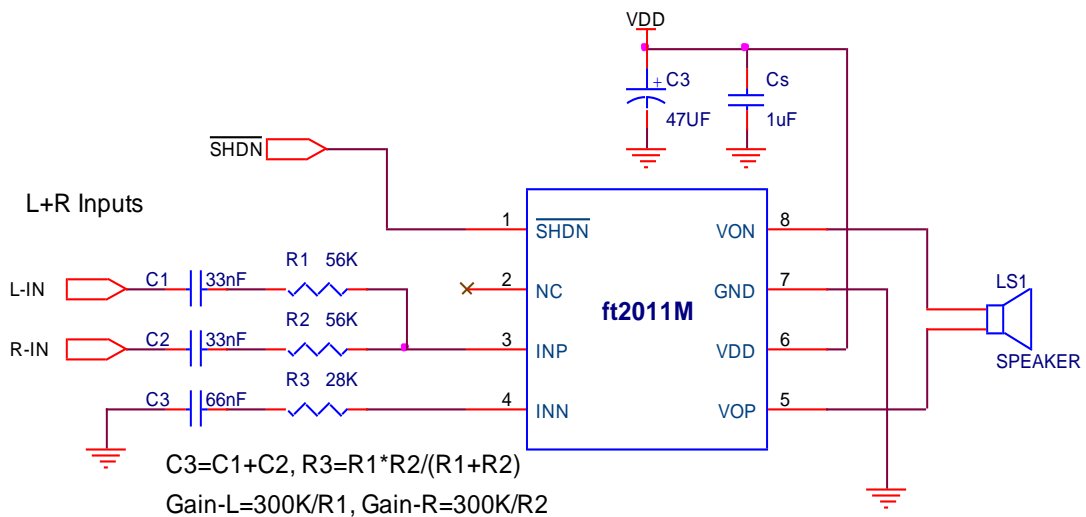 VDD
+ C3
Cs
47UF
1uF
SHDN
L+R Inputs
1
SHDN
VON
8
L-IN
C1
33nF
R1 56K
2
NC
ft2011M
GND
7
LS1
R-IN
C2
33nF
R2 56K
3
INP
VDD
6
SPEAKER
C3
66nF
R3 28K
4
INN
VOP
5
C3=C1+C2, R3=R1*R2/(R1+R2)
Gain-L=300K/R1, Gain-R=300K/R2